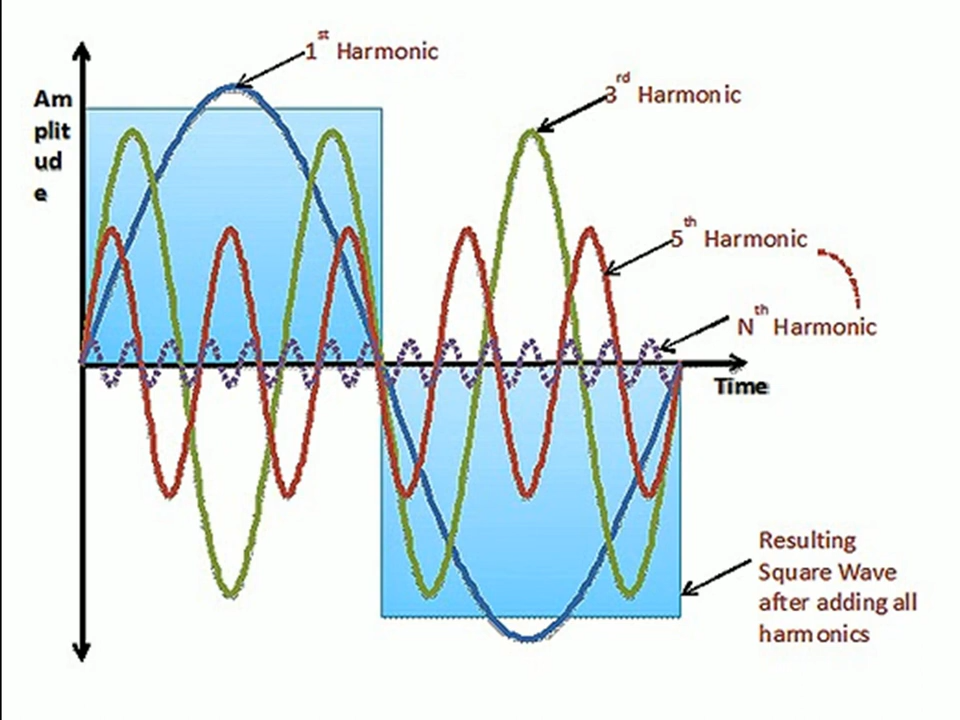 1st Harmonic
3rd Harmonic
Am
plit
ud
e
5th Harmonic
Nth Harmonic
Time
Resulting
Square Wave
after adding all
harmonics